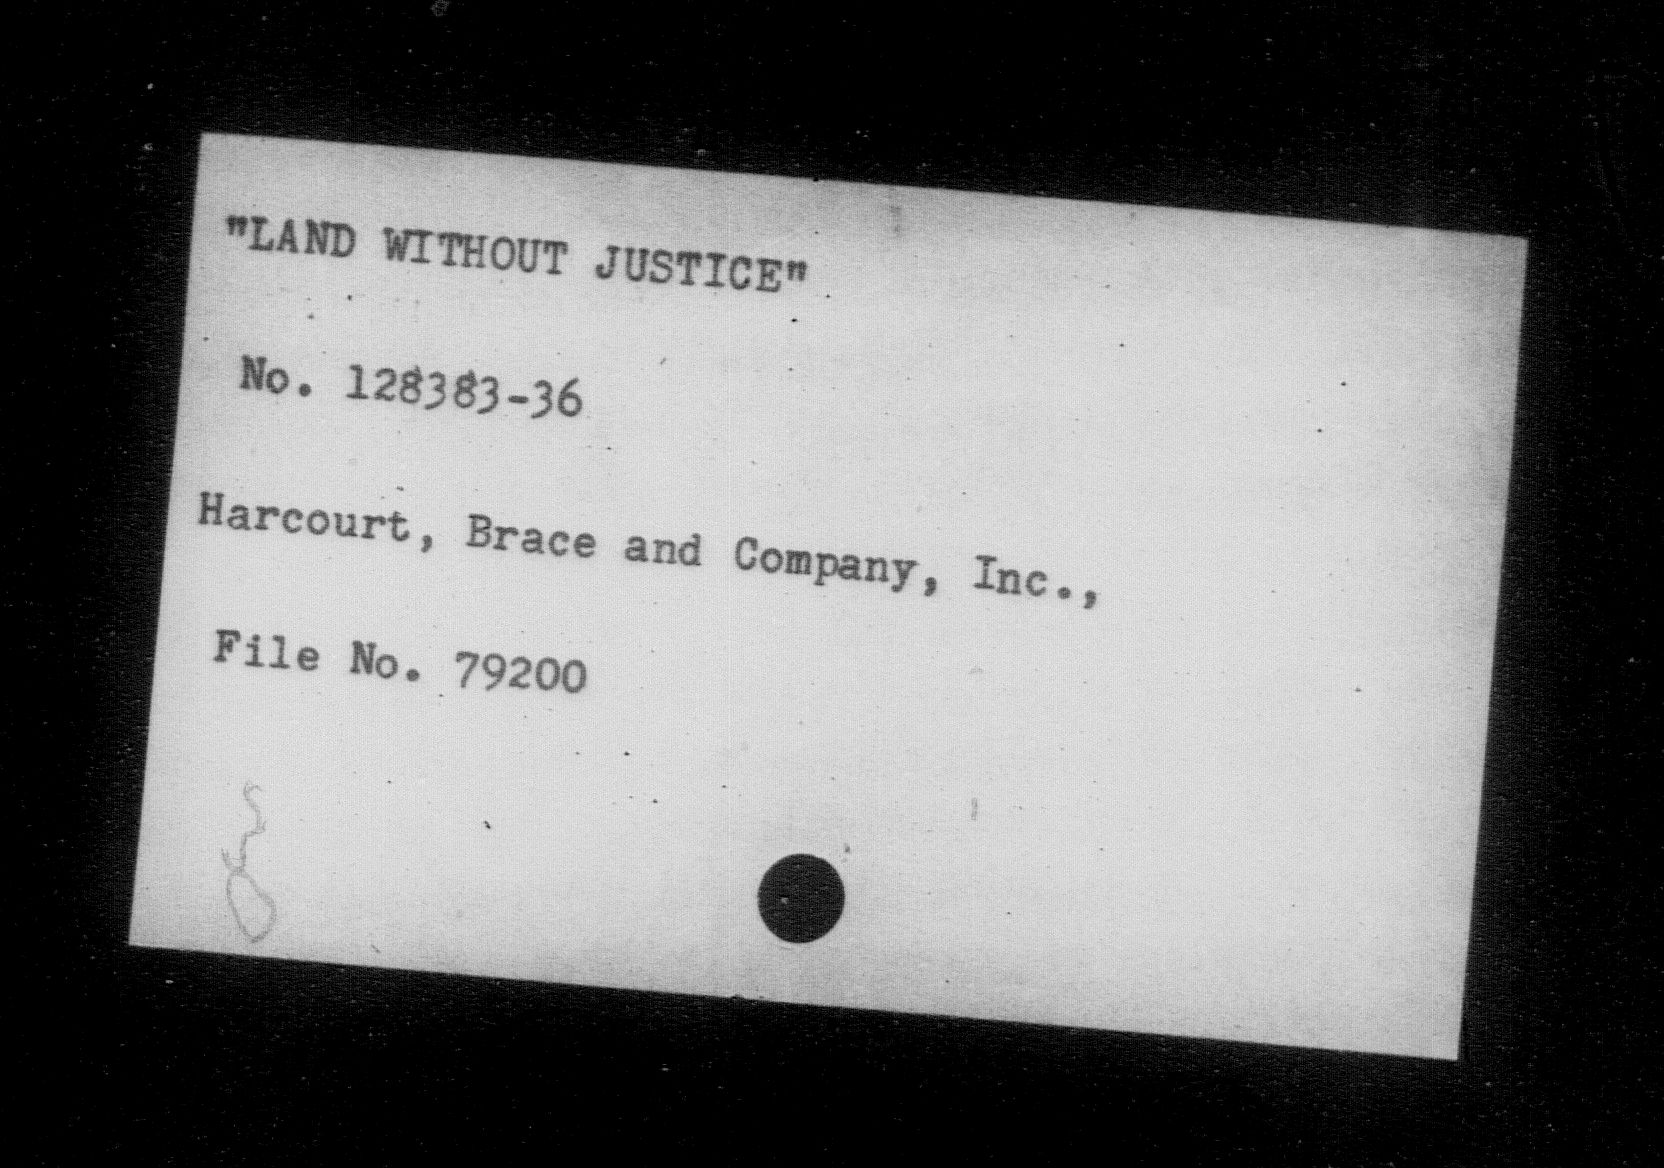 "LAND WITHOUT JUSTICE"
No. 128383-36
Harcourt, Brace and Company, Inc.,
File No. 79200